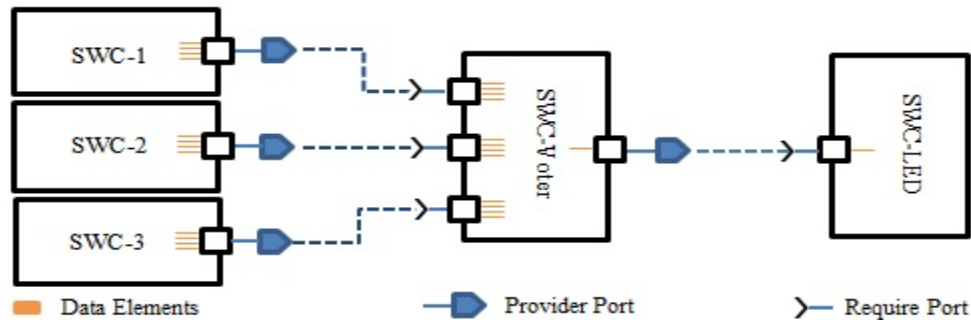 SWC-1
SWC-2
SWC-3
SWC-Voter
SWC-LED
Data Elements
Provider Port
Require Port